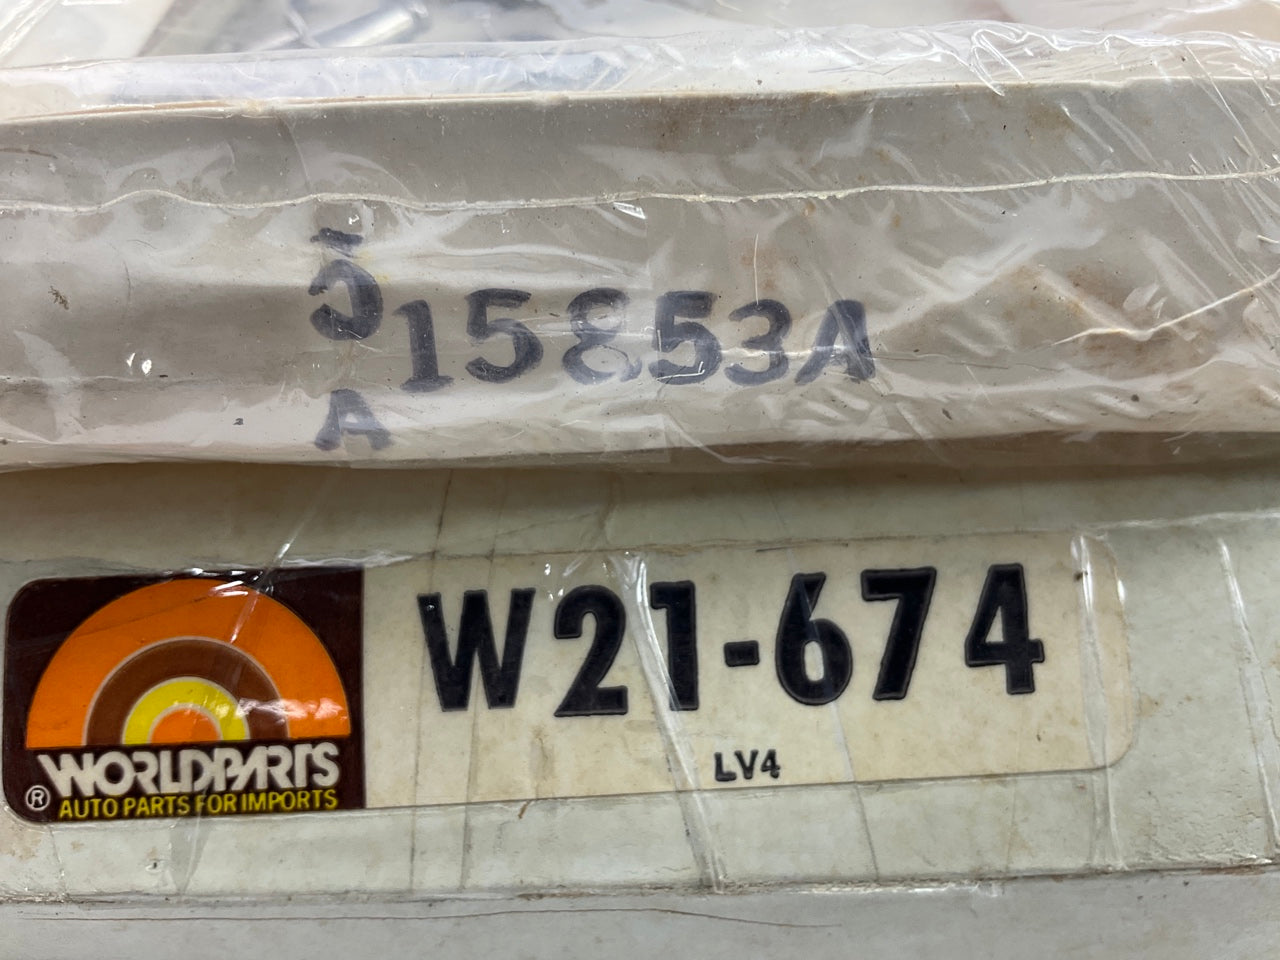 15853A
A
W21-674
LV4
WORLDPARTS
®
AUTO PARTS FOR IMPORTS